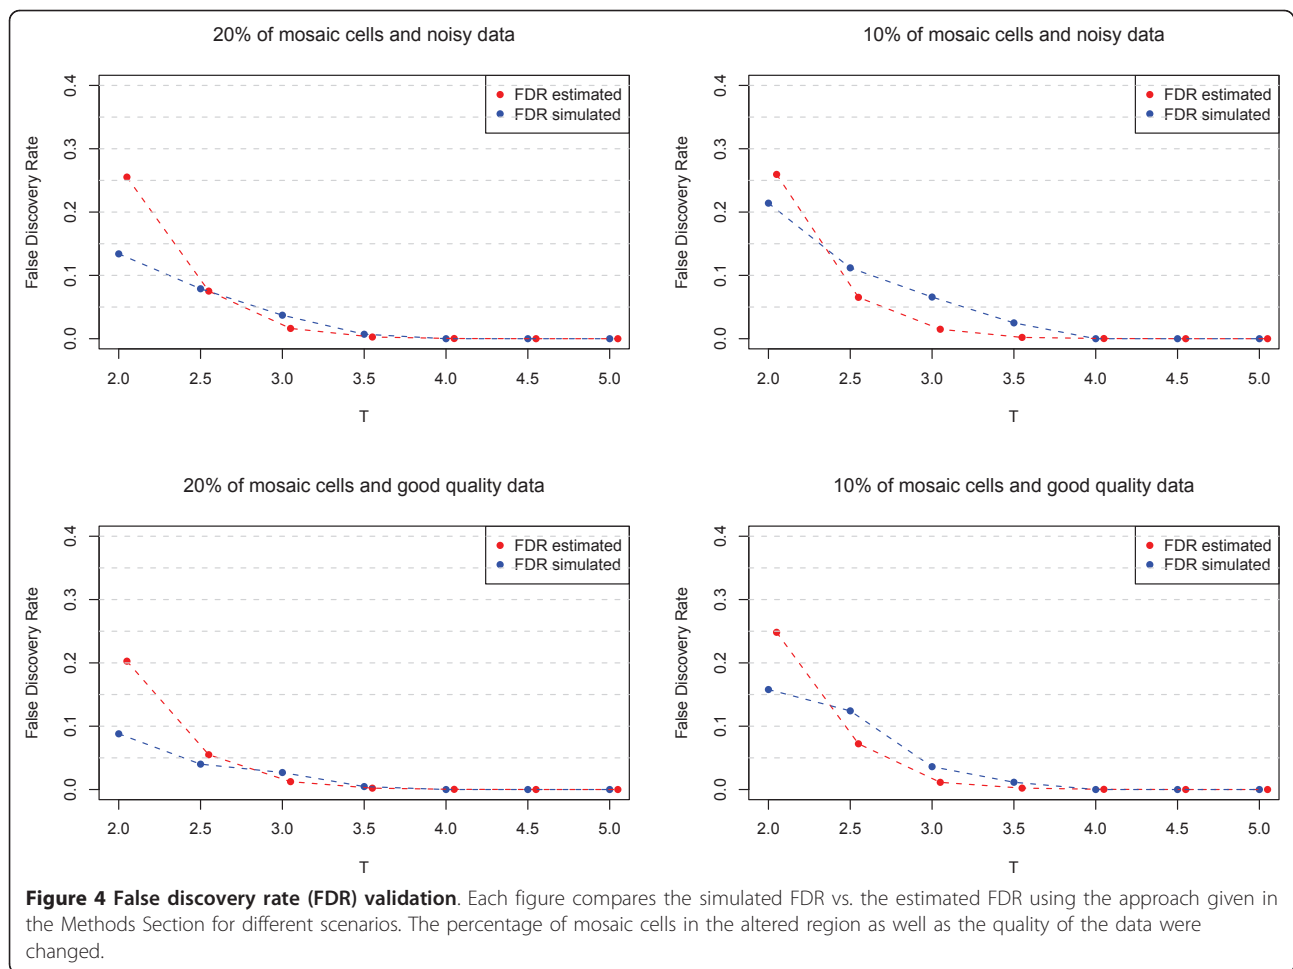 20% of mosaic cells and noisy data
False Discovery Rate
0.4
0.3
0.2
0.1
0.0
FDR estimated
FDR simulated
2.0 2.5 3.0 3.5 4.0 4.5 5.0
T
10% of mosaic cells and noisy data
False Discovery Rate
0.4
0.3
0.2
0.1
0.0
FDR estimated
FDR simulated
2.0 2.5 3.0 3.5 4.0 4.5 5.0
T
20% of mosaic cells and good quality data
False Discovery Rate
0.4
0.3
0.2
0.1
0.0
FDR estimated
FDR simulated
2.0 2.5 3.0 3.5 4.0 4.5 5.0
T
10% of mosaic cells and good quality data
False Discovery Rate
0.4
0.3
0.2
0.1
0.0
FDR estimated
FDR simulated
2.0 2.5 3.0 3.5 4.0 4.5 5.0
T
Figure 4 False discovery rate (FDR) validation. Each figure compares the simulated FDR vs. the estimated FDR using the approach given in
the Methods Section for different scenarios. The percentage of mosaic cells in the altered region as well as the quality of the data were
changed.